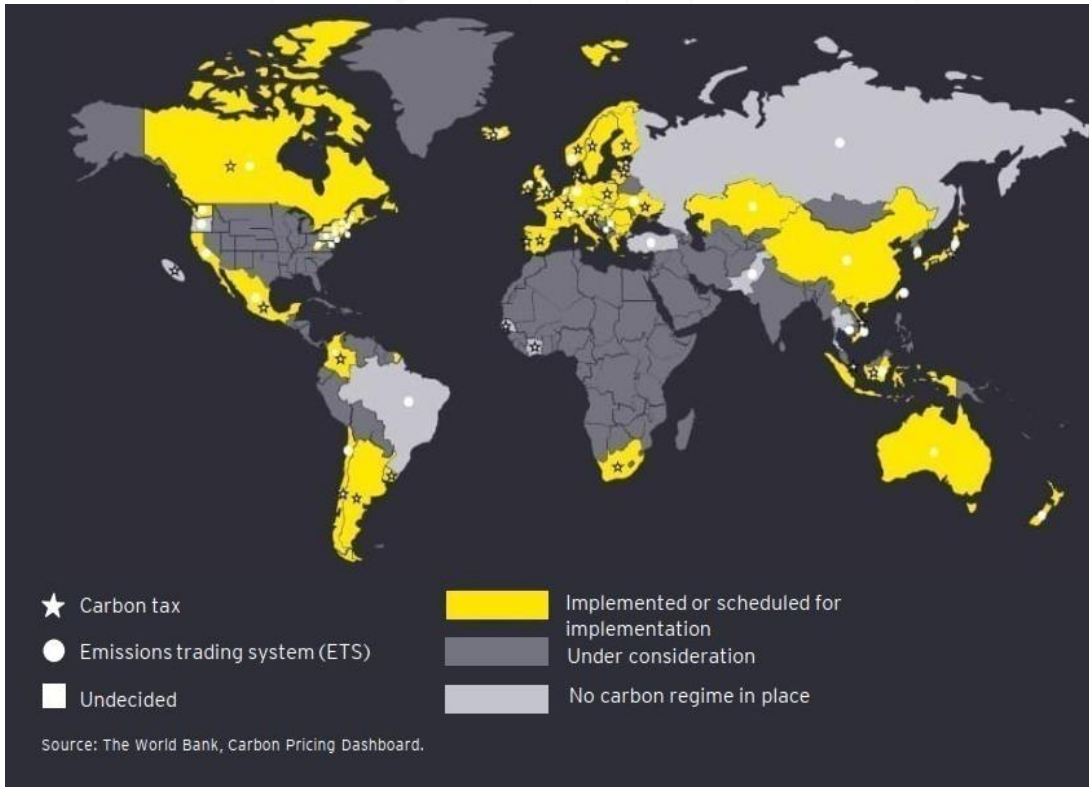 Carbon tax
Emissions trading system (ETS)
Undecided
Implemented or scheduled for
implementation
Under consideration
No carbon regime in place
Source: The World Bank, Carbon Pricing Dashboard.